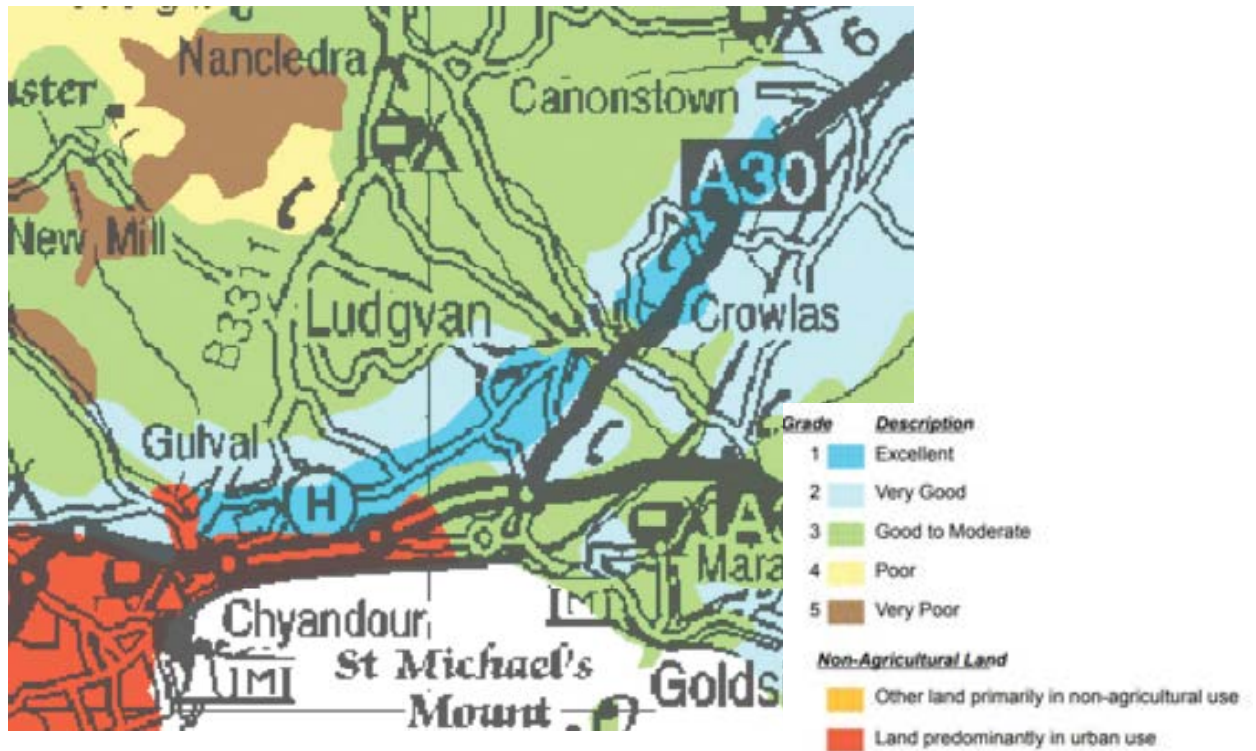 Nancledra
uster
Canonstown
6
A30
New Mill
B3311
Ludgvan
Crowlas
Gulval
H
A
Mara
Chyandour
St Michael's
Mount
Golds
M
M
Grade Description
1 Excellent
2 Very Good
3 Good to Moderate
4 Poor
5 Very Poor
Non-Agricultural Land
Other land primarily in non-agricultural use
Land predominantly in urban use